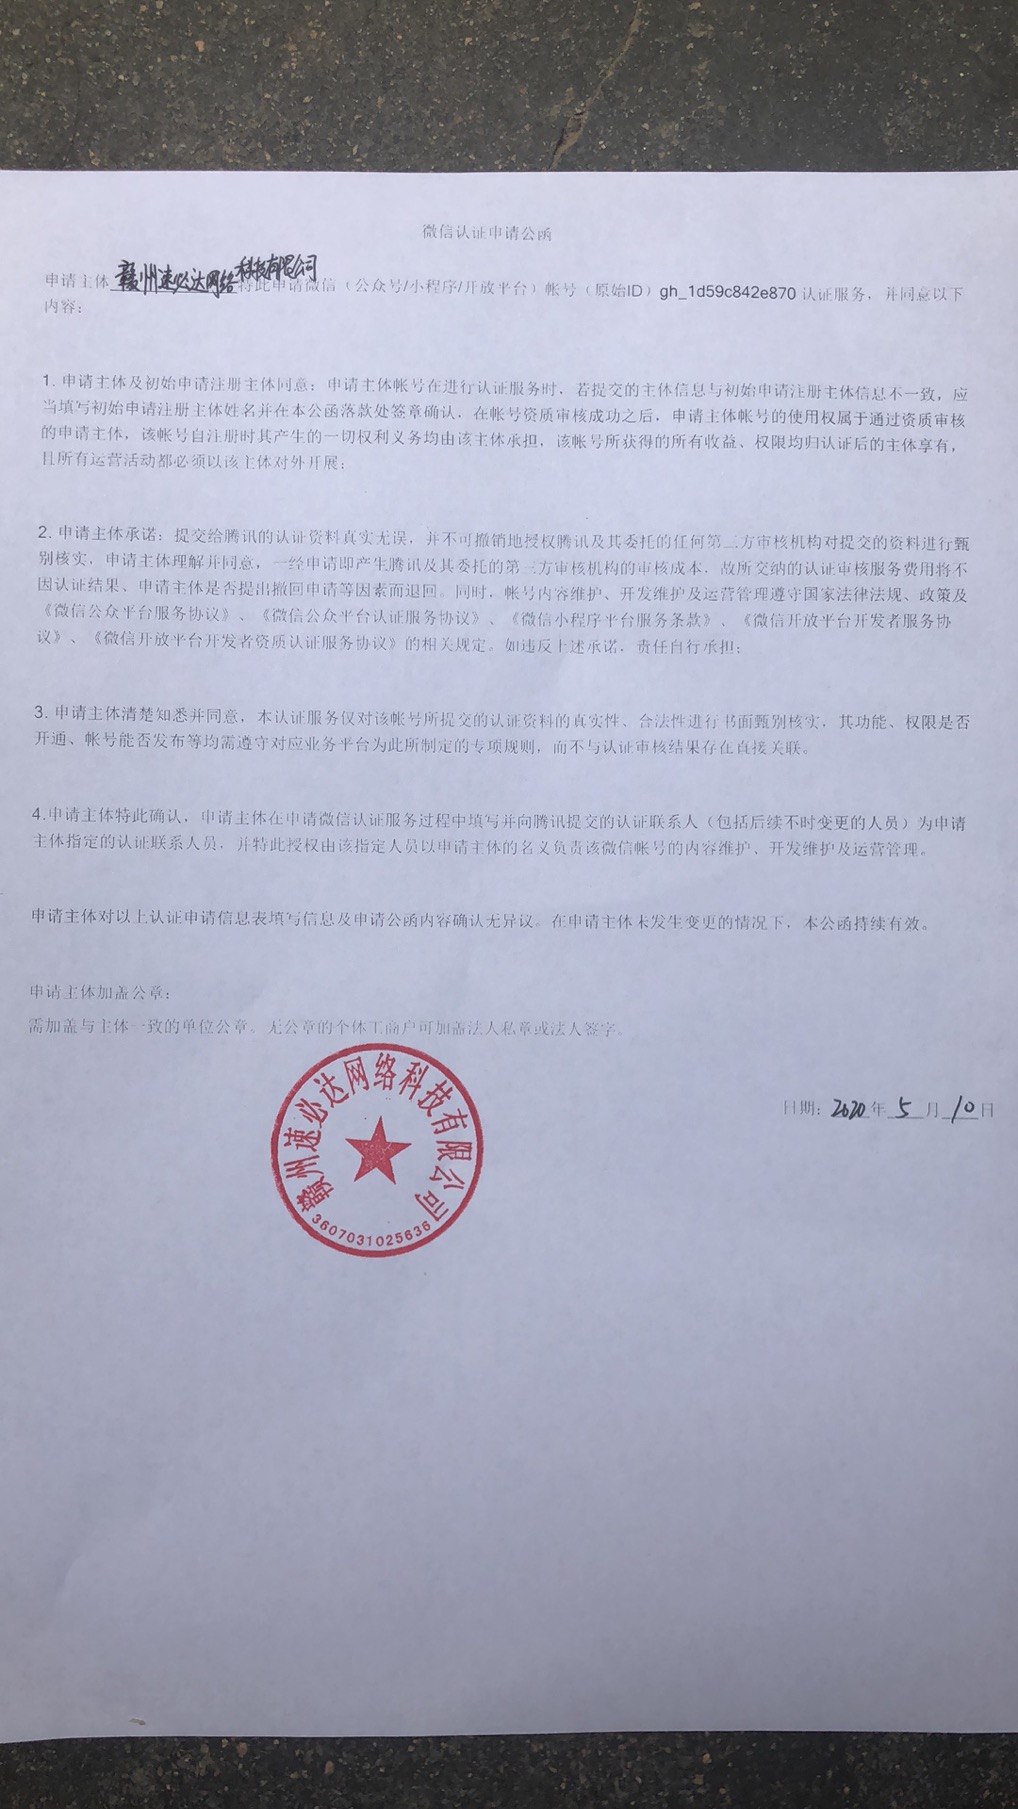 微信认证申请公函
申请主体 赣州速必达网络科技有限公司 特此申请微信（公众号/小程序/开放平台）帐号（原始ID）gh_1d59c842e870 认证服务，并同意以下
内容：
1. 申请主体及初始申请注册主体同意：申请主体帐号在进行认证服务时，若提交的主体信息与初始申请注册主体信息不一致，应
当填写初始申请注册主体姓名并在本公函落款处签章确认，在帐号资质审核成功之后，申请主体帐号的使用权属于通过资质审核
的申请主体，该帐号自注册时其产生的一切权利义务均由该主体承担，该帐号所获得的所有收益、权限均归认证后的主体享有，
且所有运营活动都必须以该主体对外开展；
2. 申请主体承诺：提交给腾讯的认证资料真实无误，并不可撤销地授权腾讯及其委托的任何第三方审核机构对提交的资料进行甄
别核实，申请主体理解并同意，一经申请即产生腾讯及其委托的第三方审核机构的审核成本，故所交纳的认证审核服务费用将不
因认证结果、申请主体是否提出撤回申请等因素而退回。同时，帐号内容维护、开发维护及运营管理遵守国家法律法规、政策及
《微信公众平台服务协议》、《微信公众平台认证服务协议》、《微信小程序平台服务条款》、《微信开放平台开发者服务协
议》、《微信开放平台开发者资质认证服务协议》的相关规定。如违反上述承诺，责任自行承担；
3. 申请主体清楚知悉并同意，本认证服务仅对该帐号所提交的认证资料的真实性、合法性进行书面甄别核实，其功能、权限是否
开通、帐号能否发布等均需遵守对应业务平台为此所制定的专项规则，而不与认证审核结果存在直接关联。
4.申请主体特此确认，申请主体在申请微信认证服务过程中填写并向腾讯提交的认证联系人（包括后续不时变更的人员）为申请
主体指定的认证联系人员，并特此授权由该指定人员以申请主体的名义负责该微信帐号的内容维护、开发维护及运营管理。
申请主体对以上认证申请信息表填写信息及申请公函内容确认无异议。在申请主体未发生变更的情况下，本公函持续有效。
申请主体加盖公章：
需加盖与主体一致的单位公章。无公章的个体工商户可加盖法人私章或法人签字。
日期：2020 年 5 月 10 日
赣州速必达网络科技有限公司
3607031025636